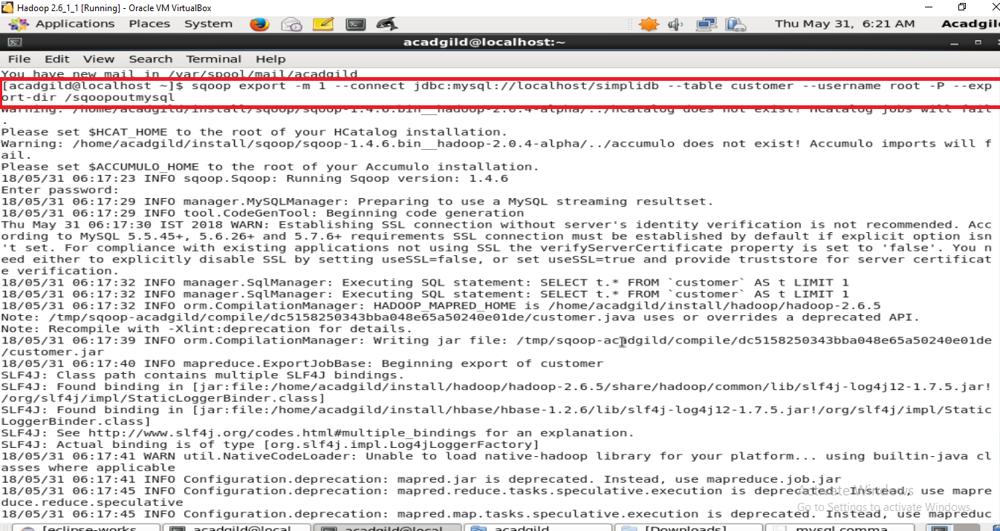 Hadoop 2.6_1_1 [Running] - Oracle VM VirtualBox
Applications Places System Thu May 31, 6:21 AM Acadgil
acadgild@localhost:~
File Edit View Search Terminal Help
You have new mail in /var/spool/mail/acadgild
[acadgild@localhost ~]$ sqoop export -m 1 --connect jdbc:mysql://localhost/simplidb --table customer --username root -P --exp
ort-dir /sqoopoutmysql
Warning: /home/acadgild/install/sqoop/sqoop-1.4.6.bin__hadoop-2.0.4-alpha/../hcatalog does not exist! HCatalog jobs will fail
.
Please set $HCAT_HOME to the root of your HCatalog installation.
Warning: /home/acadgild/install/sqoop/sqoop-1.4.6.bin__hadoop-2.0.4-alpha/../accumulo does not exist! Accumulo imports will f
ail.
Please set $ACCUMULO_HOME to the root of your Accumulo installation.
18/05/31 06:17:23 INFO sqoop.Sqoop: Running Sqoop version: 1.4.6
Enter password:
18/05/31 06:17:29 INFO manager.MySQLManager: Preparing to use a MySQL streaming resultset.
18/05/31 06:17:29 INFO tool.CodeGenTool: Beginning code generation
Thu May 31 06:17:30 IST 2018 WARN: Establishing SSL connection without server's identity verification is not recommended. Acc
ording to MySQL 5.5.45+, 5.6.26+ and 5.7.6+ requirements SSL connection must be established by default if explicit option isn
't set. For compliance with existing applications not using SSL the verifyServerCertificate property is set to 'false'. You n
eed either to explicitly disable SSL by setting useSSL=false, or set useSSL=true and provide truststore for server certificat
e verification.
18/05/31 06:17:32 INFO manager.SqlManager: Executing SQL statement: SELECT t.* FROM `customer` AS t LIMIT 1
18/05/31 06:17:32 INFO manager.SqlManager: Executing SQL statement: SELECT t.* FROM `customer` AS t LIMIT 1
18/05/31 06:17:32 INFO orm.CompilationManager: HADOOP_MAPRED_HOME is /home/acadgild/install/hadoop/hadoop-2.6.5
Note: /tmp/sqoop-acadgild/compile/dc5158250343bba048e65a50240e01de/customer.java uses or overrides a deprecated API.
Note: Recompile with -Xlint:deprecation for details.
18/05/31 06:17:39 INFO orm.CompilationManager: Writing jar file: /tmp/sqoop-acadgild/compile/dc5158250343bba048e65a50240e01de
/customer.jar
18/05/31 06:17:40 INFO mapreduce.ExportJobBase: Beginning export of customer
SLF4J: Class path contains multiple SLF4J bindings.
SLF4J: Found binding in [jar:file:/home/acadgild/install/hadoop/hadoop-2.6.5/share/hadoop/common/lib/slf4j-log4j12-1.7.5.jar!
/org/slf4j/impl/StaticLoggerBinder.class]
SLF4J: Found binding in [jar:file:/home/acadgild/install/hbase/hbase-1.2.6/lib/slf4j-log4j12-1.7.5.jar!/org/slf4j/impl/Static
LoggerBinder.class]
SLF4J: See http://www.slf4j.org/codes.html#multiple_bindings for an explanation.
SLF4J: Actual binding is of type [org.slf4j.impl.Log4jLoggerFactory]
18/05/31 06:17:41 WARN util.NativeCodeLoader: Unable to load native-hadoop library for your platform... using builtin-java cl
asses where applicable
18/05/31 06:17:41 INFO Configuration.deprecation: mapred.jar is deprecated. Instead, use mapreduce.job.jar
18/05/31 06:17:45 INFO Configuration.deprecation: mapred.reduce.tasks.speculative.execution is deprecated. Instead, use mapre
duce.reduce.speculative
18/05/31 06:17:45 INFO Configuration.deprecation: mapred.map.tasks.speculative.execution is deprecated. Instead, use mapreduc
Activate Windows
Go to Settings to activate Windows.
[eclipse-works acadgild@local acadgild@local acadgild [Downloads] mysql comma